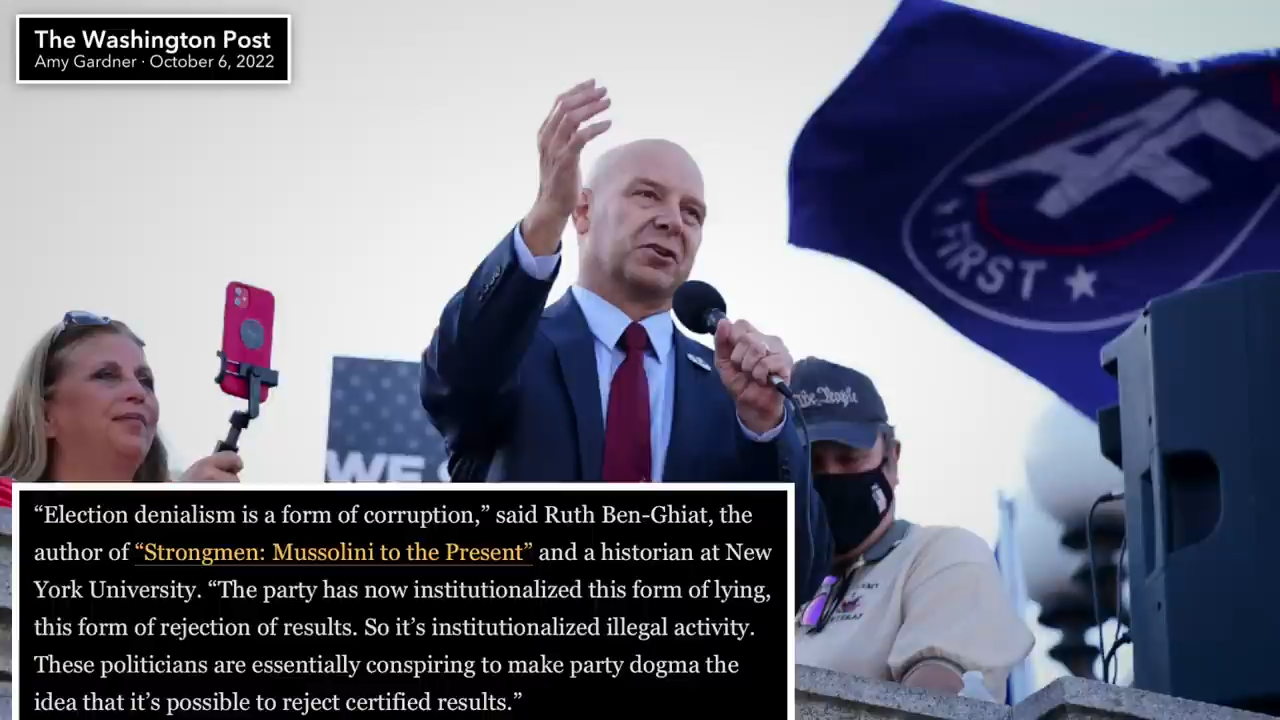 The Washington Post
Amy Gardner · October 6, 2022
AF
FIRST
We The People
WE
“Election denialism is a form of corruption,” said Ruth Ben-Ghiat, the
author of “Strongmen: Mussolini to the Present” and a historian at New
York University. “The party has now institutionalized this form of lying,
this form of rejection of results. So it’s institutionalized illegal activity.
These politicians are essentially conspiring to make party dogma the
idea that it’s possible to reject certified results.”